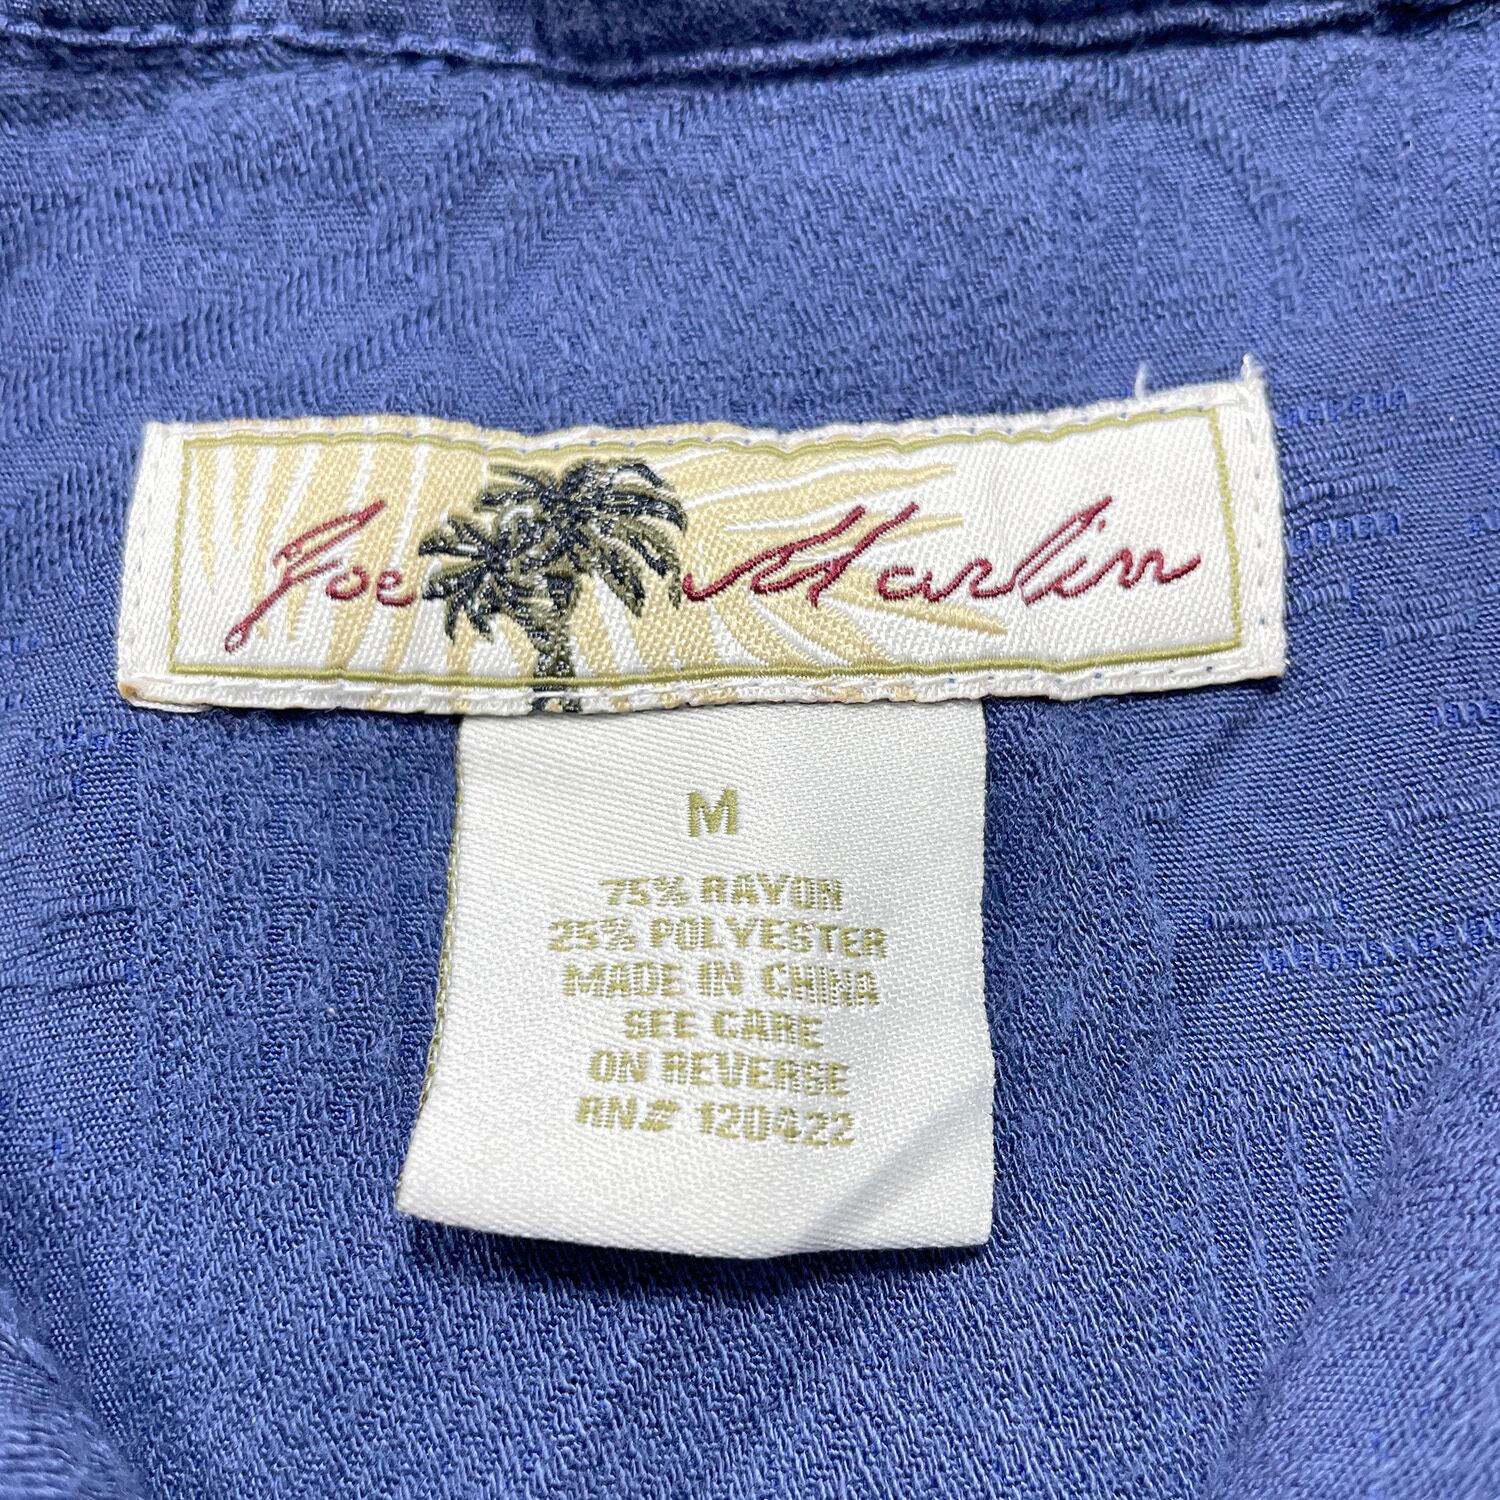 Joe Marlin
M
75% RAYON
25% POLYESTER
MADE IN CHINA
SEE CARE
ON REVERSE
RN# 120422